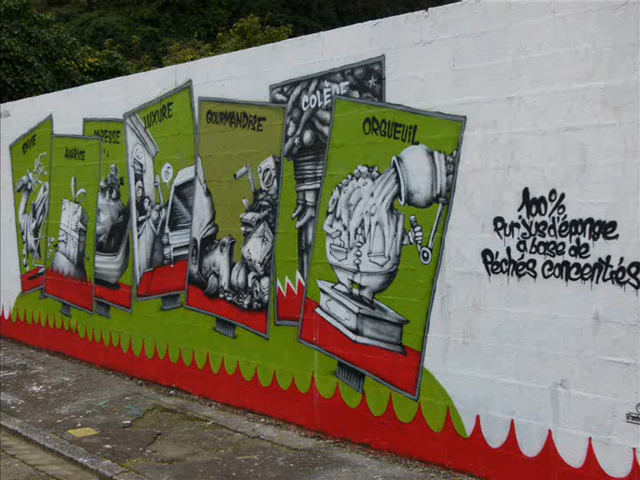 ENVIE
AVARICE
PARESSE
LUXURE
GOURMANDISE
COLÈRE
ORGUEIL
100%
Pur jus d'éponge
à base de
Péchés concentrés